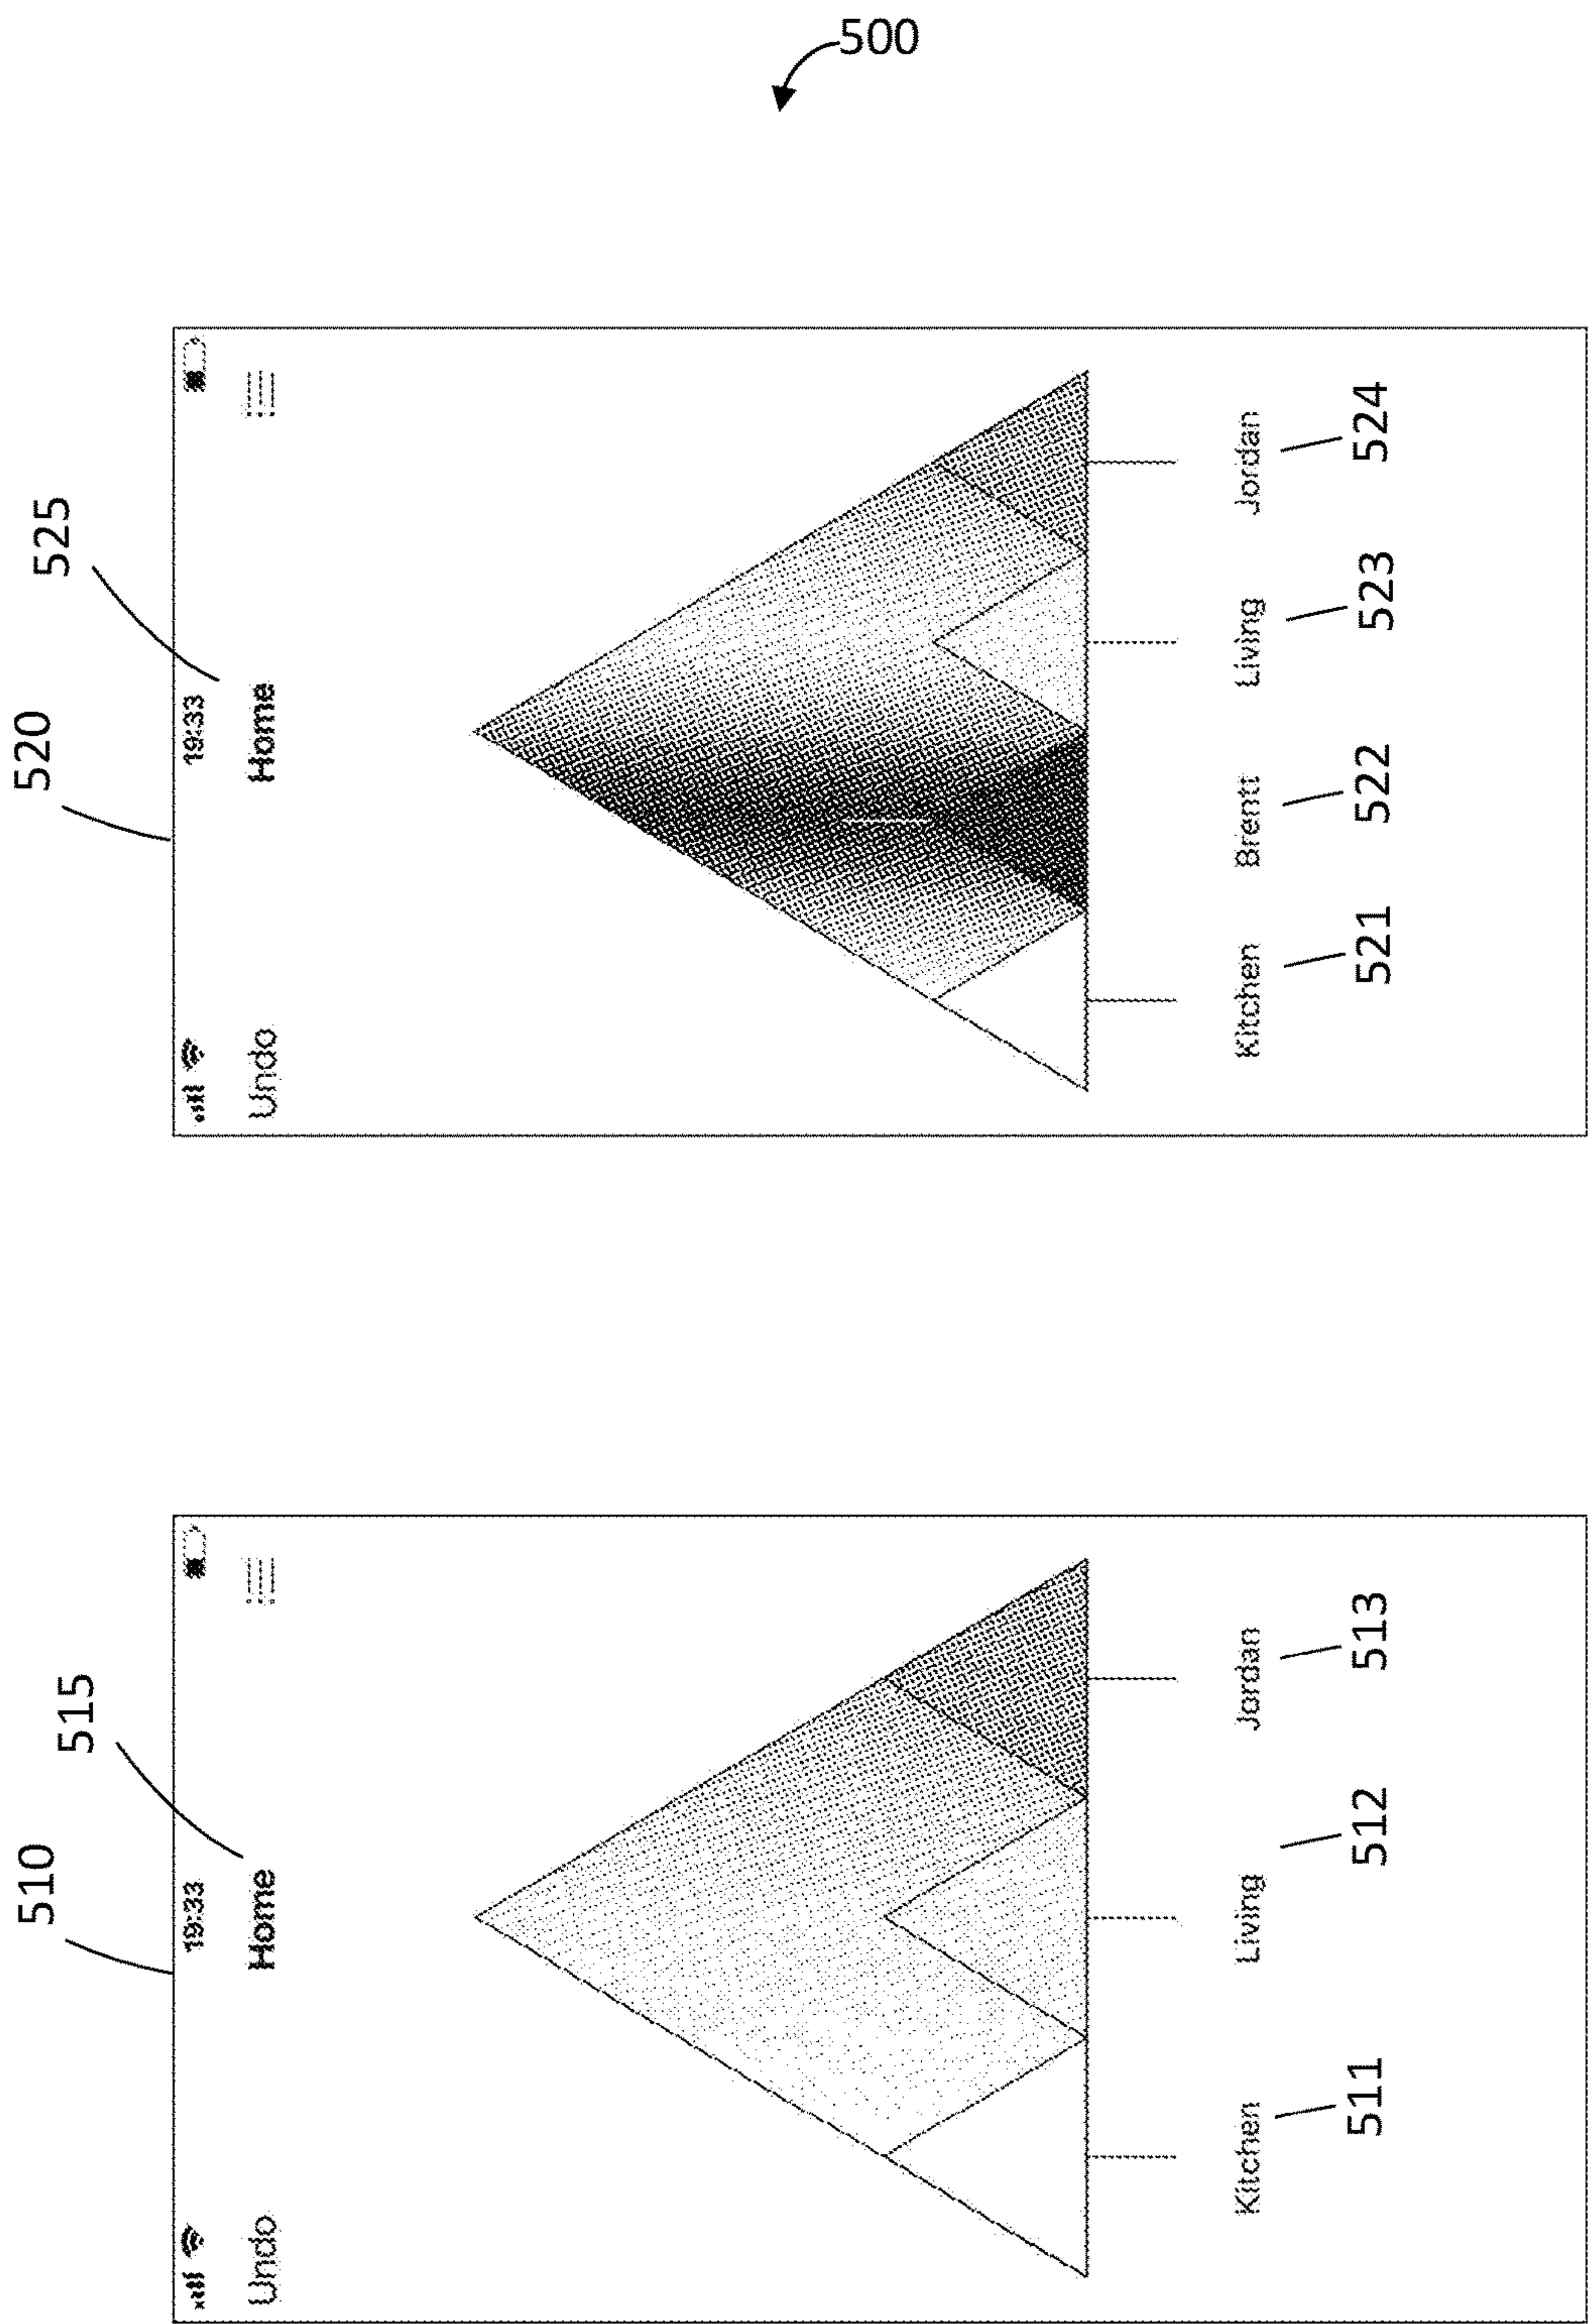 500
510
515
19:33
Undo
Home
Kitchen
Living
Jordan
511
512
513
520
525
19:33
Undo
Home
Kitchen
Brentt
Living
Jordan
521
522
523
524